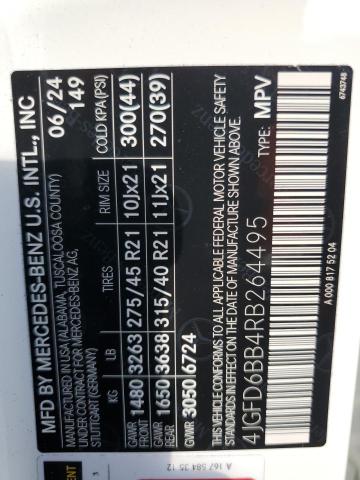 MFD BY MERCEDES-BENZ U.S. INTL., INC
MANUFACTURED IN USA (ALABAMA, TUSCALOOSA COUNTY)
UNDER CONTRACT FOR MERCEDES-BENZ AG,
STUTTGART (GERMANY)
06/24
149
KG LB TIRES RIM SIZE COLD KPA(PSI)
GAWR FRONT 1480 3263 275/45 R21 10Jx21 300(44)
GAWR REAR 1650 3638 315/40 R21 11Jx21 270(39)
GVWR 3050 6724
THIS VEHICLE CONFORMS TO ALL APPLICABLE FEDERAL MOTOR VEHICLE SAFETY
STANDARDS IN EFFECT ON THE DATE OF MANUFACTURE SHOWN ABOVE.
4JGFD6BB4RB264495
TYPE: MPV
6743748
A 000 817 52 04
A 167 584 35 12
3